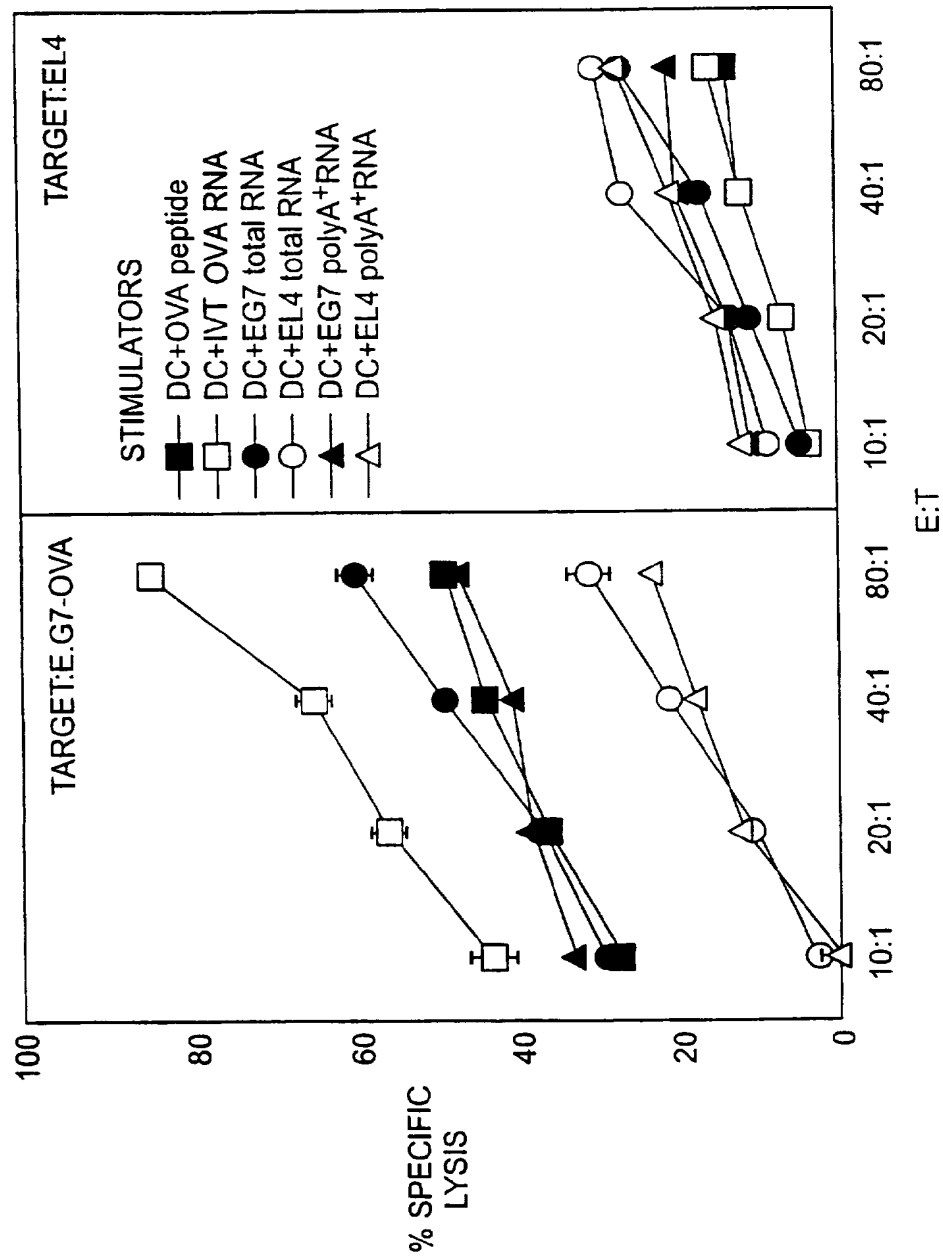 TARGET:E.G7-OVA
TARGET:EL4
STIMULATORS
DC+OVA peptide
DC+IVT OVA RNA
DC+EG7 total RNA
DC+EL4 total RNA
DC+EG7 polyA+RNA
DC+EL4 polyA+RNA
% SPECIFIC
LYSIS
100
80
60
40
20
0
10:1 20:1 40:1 80:1
10:1 20:1 40:1 80:1
E:T